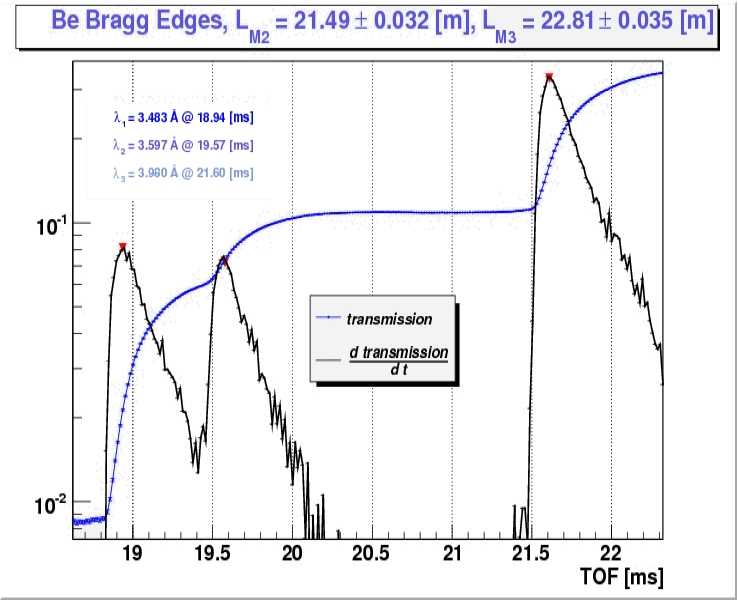 Be Bragg Edges, L_M2 = 21.49 ± 0.032 [m], L_M3 = 22.81 ± 0.035 [m]
λ₁ = 3.483 Å @ 18.94 [ms]
λ₂ = 3.597 Å @ 19.57 [ms]
λ₃ = 3.960 Å @ 21.60 [ms]
10⁻¹
transmission
d transmission
d t
10⁻²
19 19.5 20 20.5 21 21.5 22
TOF [ms]